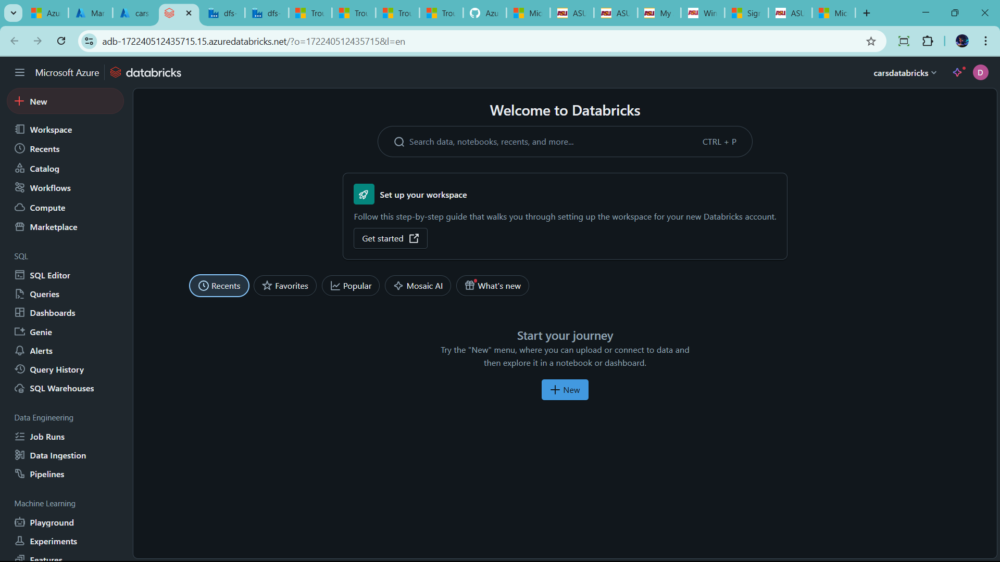 Azu
Mar
cars
dfs-
dfs-
Trou
Trou
Trou
Trou
Azu
Mic
ASU
ASU
My
Win
Sign
ASU
Mic
adb-172240512435715.15.azuredatabricks.net/?o=172240512435715&l=en
Microsoft Azure
databricks
carsdatabricks
D
New
Workspace
Recents
Catalog
Workflows
Compute
Marketplace
SQL
SQL Editor
Queries
Dashboards
Genie
Alerts
Query History
SQL Warehouses
Data Engineering
Job Runs
Data Ingestion
Pipelines
Machine Learning
Playground
Experiments
Features
Welcome to Databricks
Search data, notebooks, recents, and more...
CTRL + P
Set up your workspace
Follow this step-by-step guide that walks you through setting up the workspace for your new Databricks account.
Get started
Recents
Favorites
Popular
Mosaic AI
What's new
Start your journey
Try the "New" menu, where you can upload or connect to data and
then explore it in a notebook or dashboard.
New